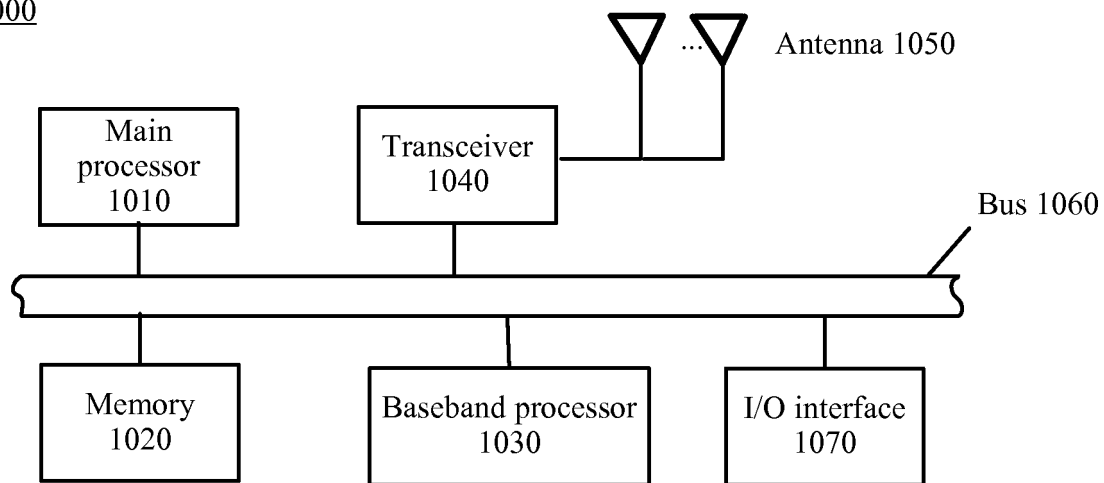 000
... Antenna 1050
Main
processor
1010
Transceiver
1040
Bus 1060
Memory
1020
Baseband processor
1030
I/O interface
1070